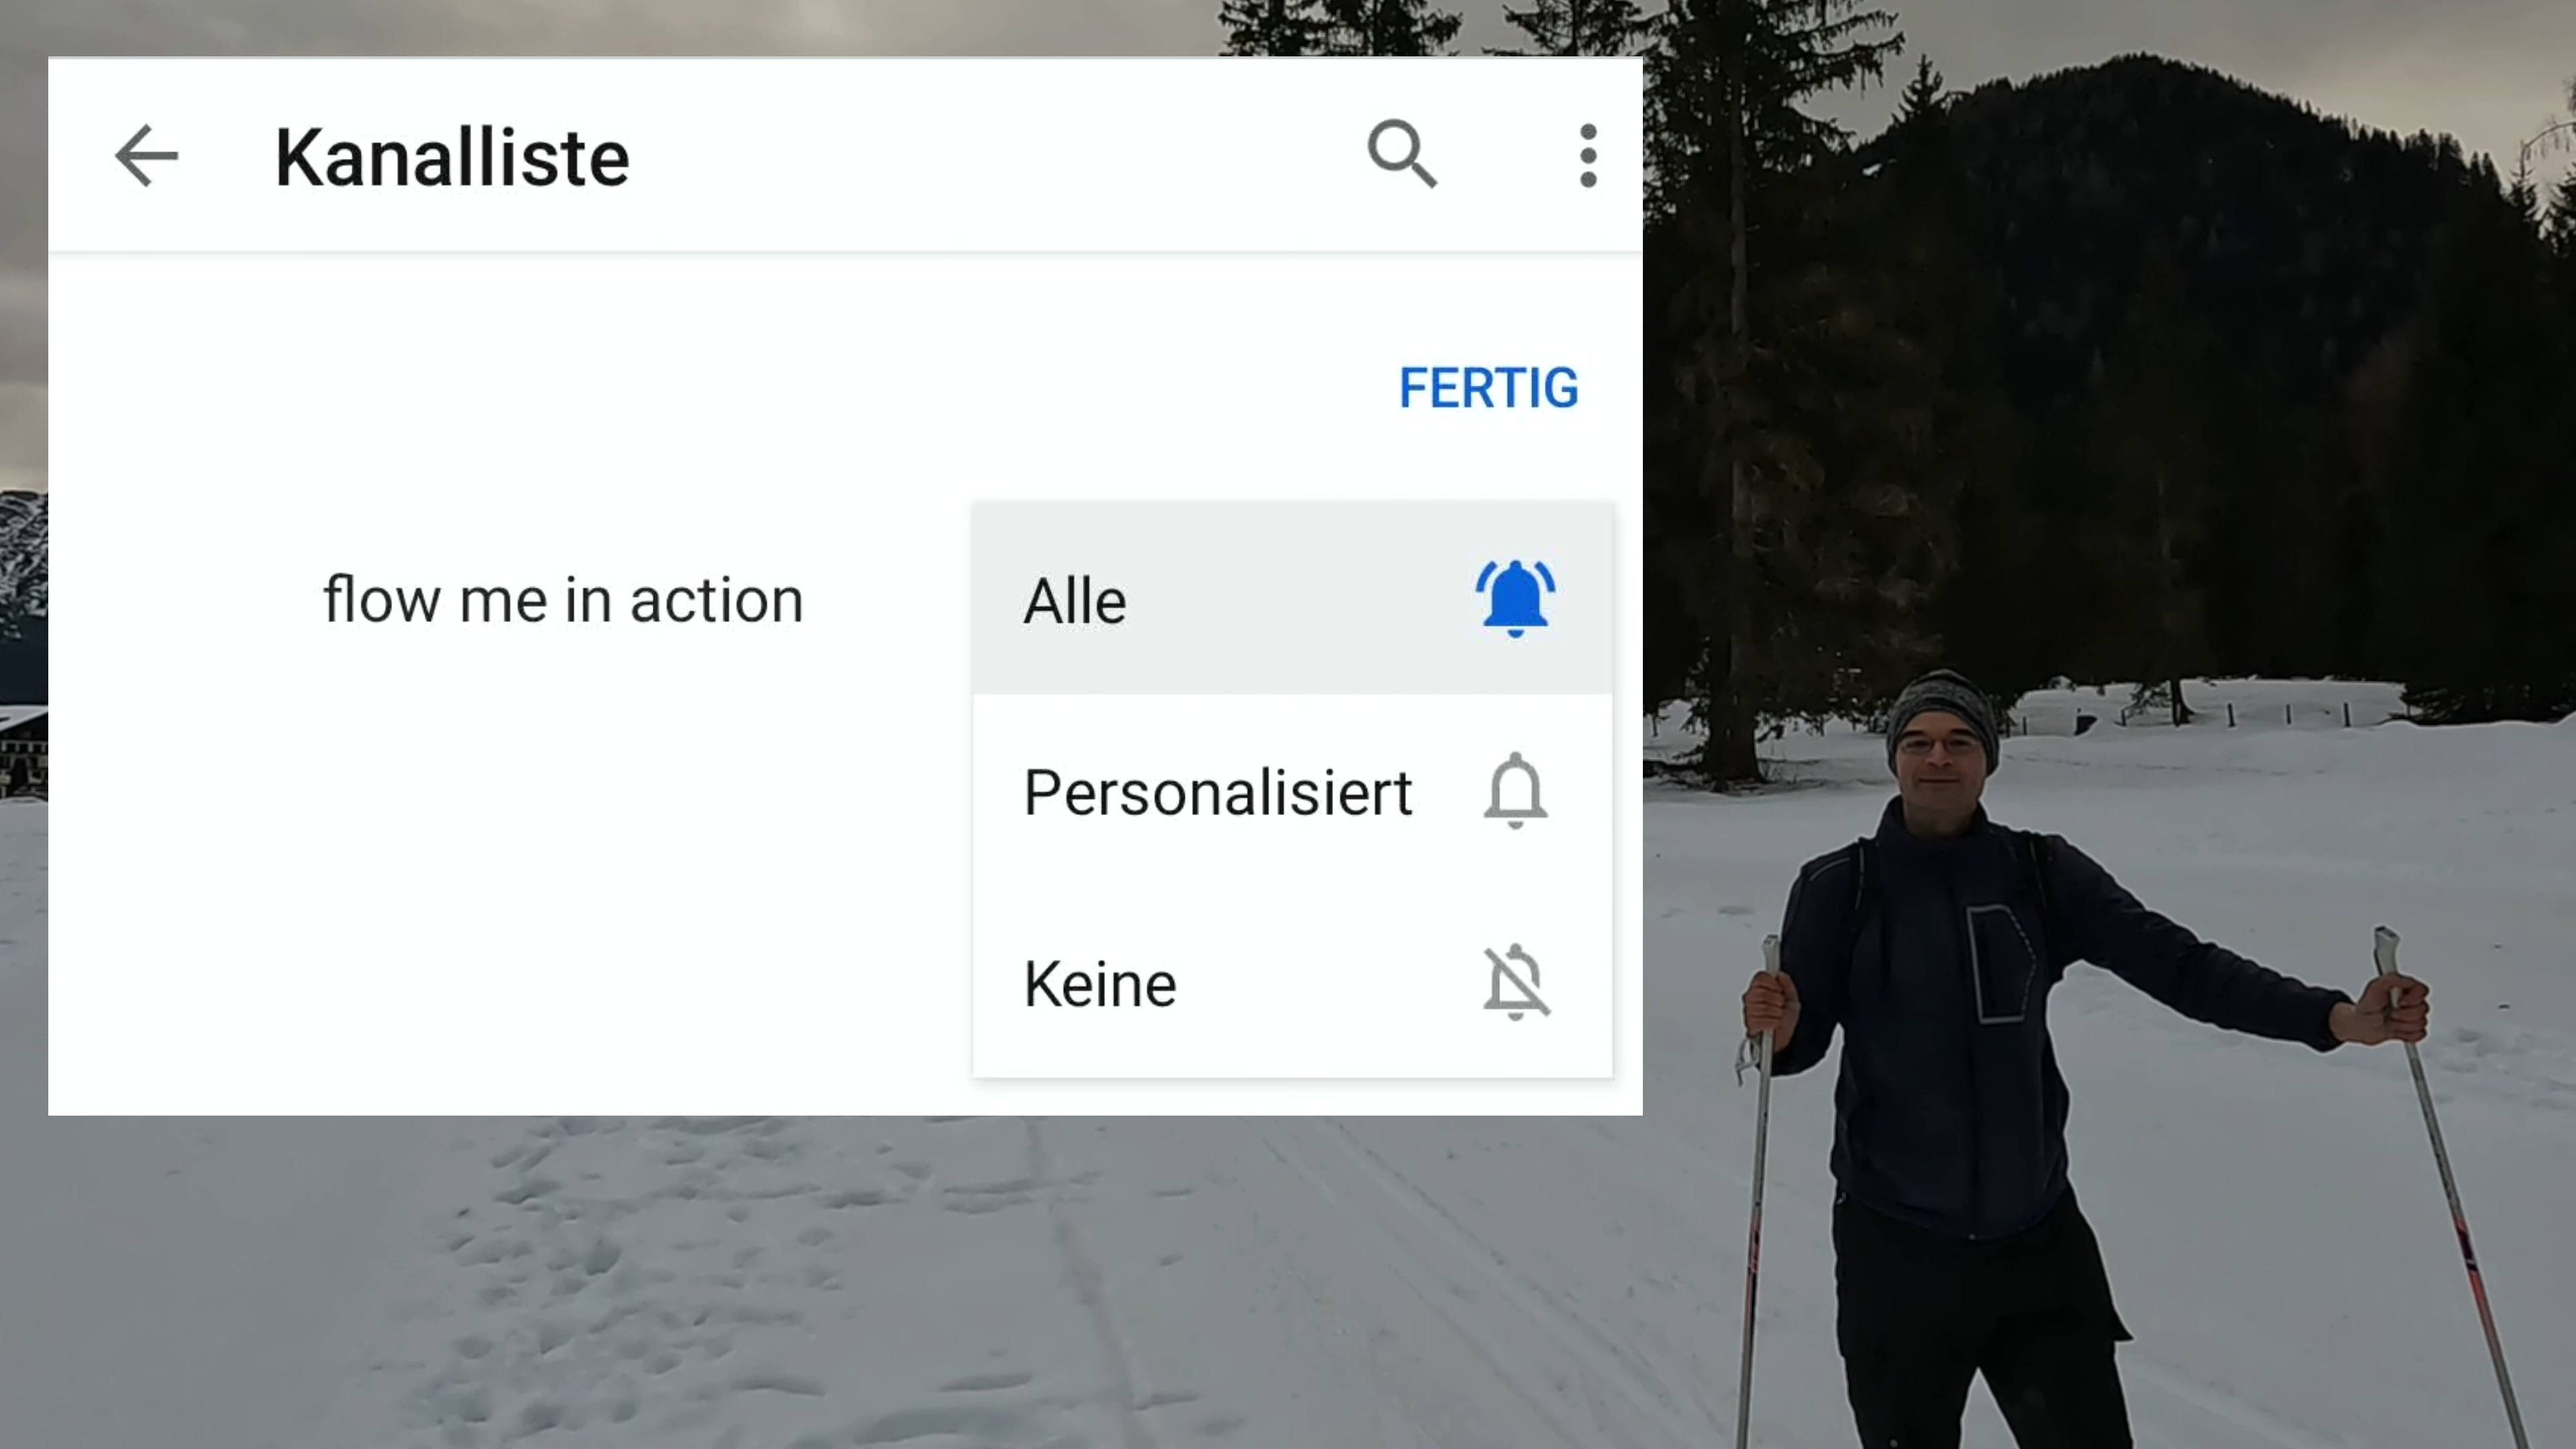 Kanalliste
FERTIG
flow me in action
Alle
Personalisiert
Keine